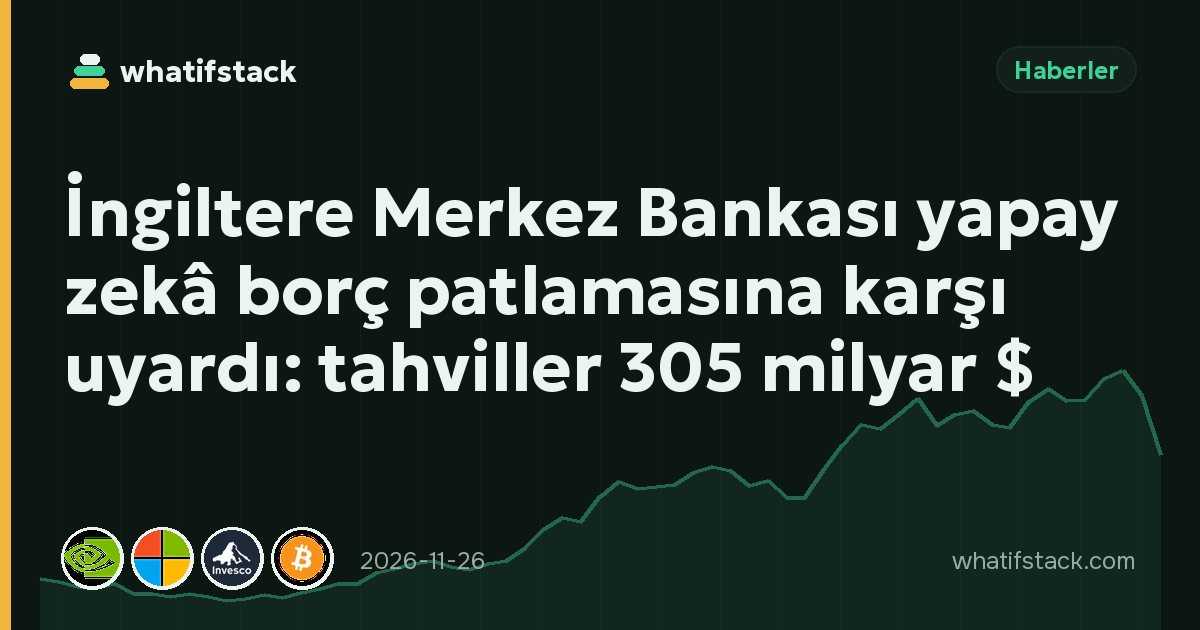 whatifstack
Haberler
İngiltere Merkez Bankası yapay
zekâ borç patlamasına karşı
uyardı: tahviller 305 milyar $
Invesco
2026-11-26
whatifstack.com